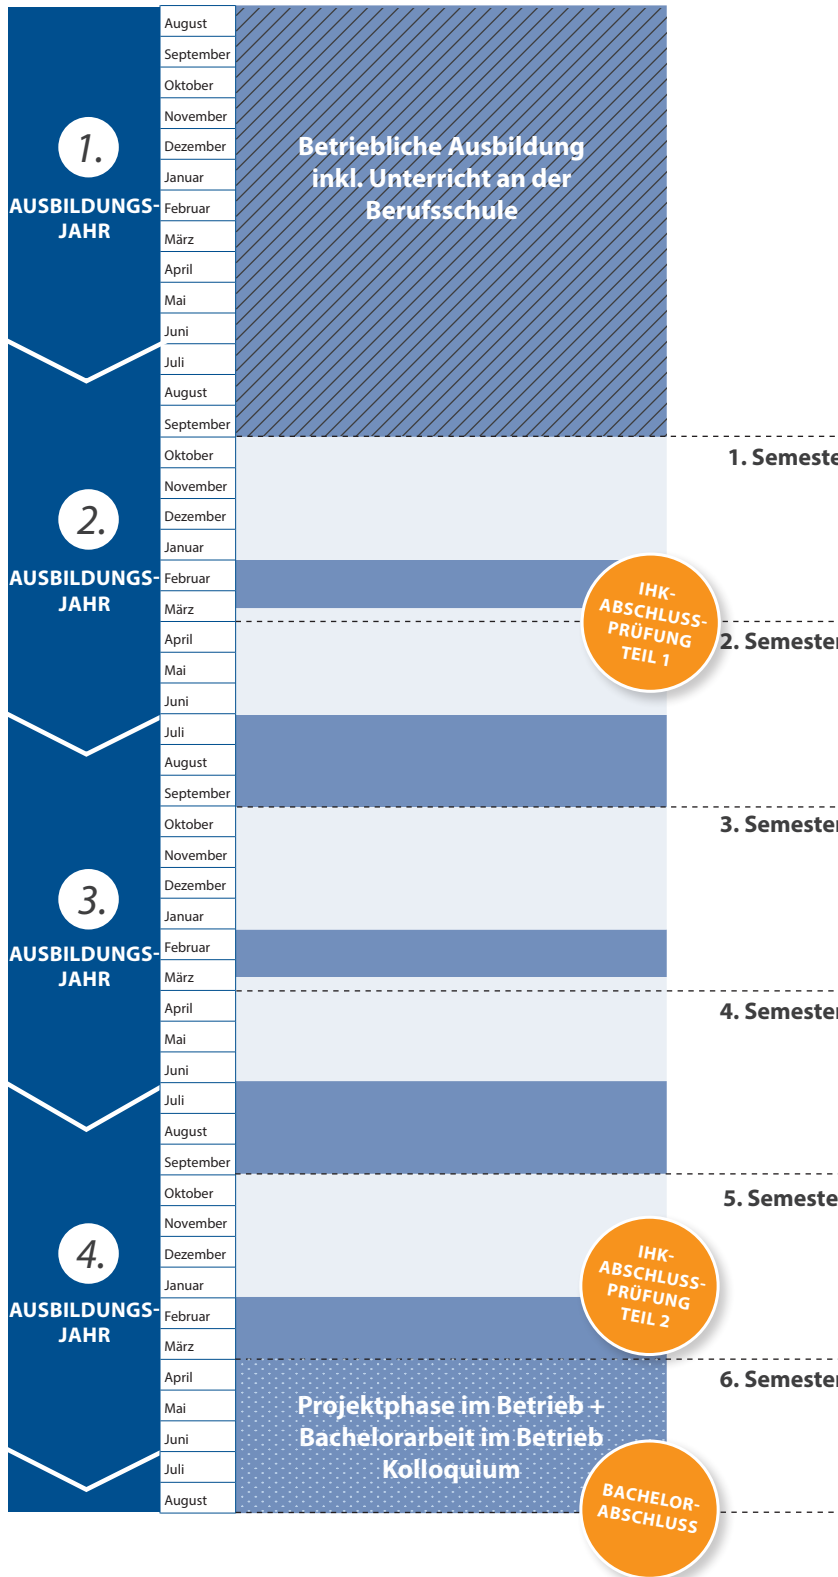 1.
AUSBILDUNGS-
JAHR
2.
AUSBILDUNGS-
JAHR
3.
AUSBILDUNGS-
JAHR
4.
AUSBILDUNGS-
JAHR
August
September
Oktober
November
Dezember
Januar
Februar
März
April
Mai
Juni
Juli
August
September
Oktober
November
Dezember
Januar
Februar
März
April
Mai
Juni
Juli
August
September
Oktober
November
Dezember
Januar
Februar
März
April
Mai
Juni
Juli
August
September
Oktober
November
Dezember
Januar
Februar
März
April
Mai
Juni
Juli
August
Betriebliche Ausbildung
inkl. Unterricht an der
Berufsschule
IHK-
ABSCHLUSS-
PRÜFUNG
TEIL 1
IHK-
ABSCHLUSS-
PRÜFUNG
TEIL 2
Projektphase im Betrieb +
Bachelorarbeit im Betrieb
Kolloquium
BACHELOR-
ABSCHLUSS
1. Semeste
2. Semester
3. Semester
4. Semester
5. Semeste
6. Semester